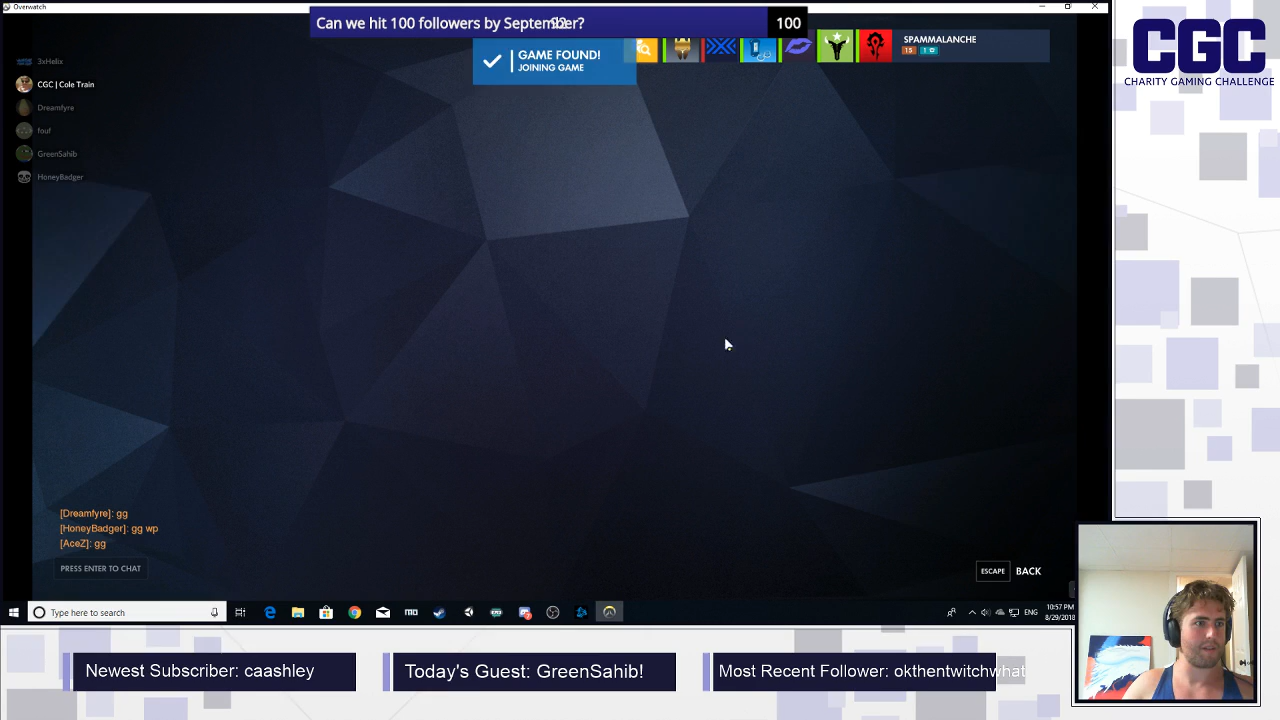 Overwatch
Can we hit 100 followers by September?
92
100
GAME FOUND!
JOINING GAME
SPAMMALANCHE
15
1
3xHelix
CGC | Cole Train
Dreamfyre
fouf
GreenSahib
HoneyBadger
CGC
CHARITY GAMING CHALLENGE
[Dreamfyre]: gg
[HoneyBadger]: gg wp
[AceZ]: gg
PRESS ENTER TO CHAT
ESCAPE
BACK
Type here to search
ENG
10:57 PM
8/29/2018
Newest Subscriber: caashley
Today's Guest: GreenSahib!
Most Recent Follower: okthentwitchwhat